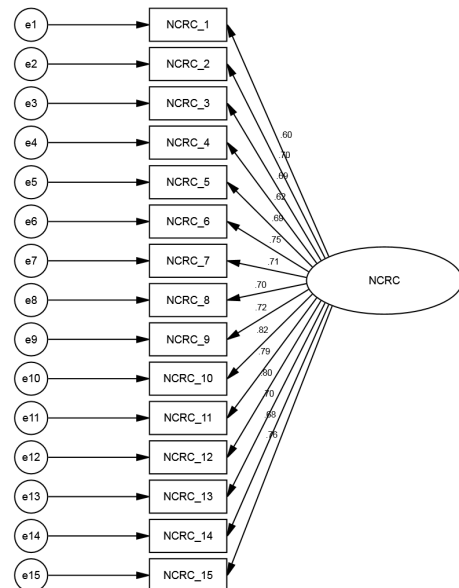 e1 NCRC_1
.60
e2 NCRC_2
.70
e3 NCRC_3
.69
e4 NCRC_4
.62
e5 NCRC_5
.69
e6 NCRC_6
.75
e7 NCRC_7
.71
NCRC
e8 NCRC_8
.70
e9 NCRC_9
.72
e10 NCRC_10
.82
e11 NCRC_11
.79
e12 NCRC_12
.80
e13 NCRC_13
.70
e14 NCRC_14
.68
e15 NCRC_15
.76